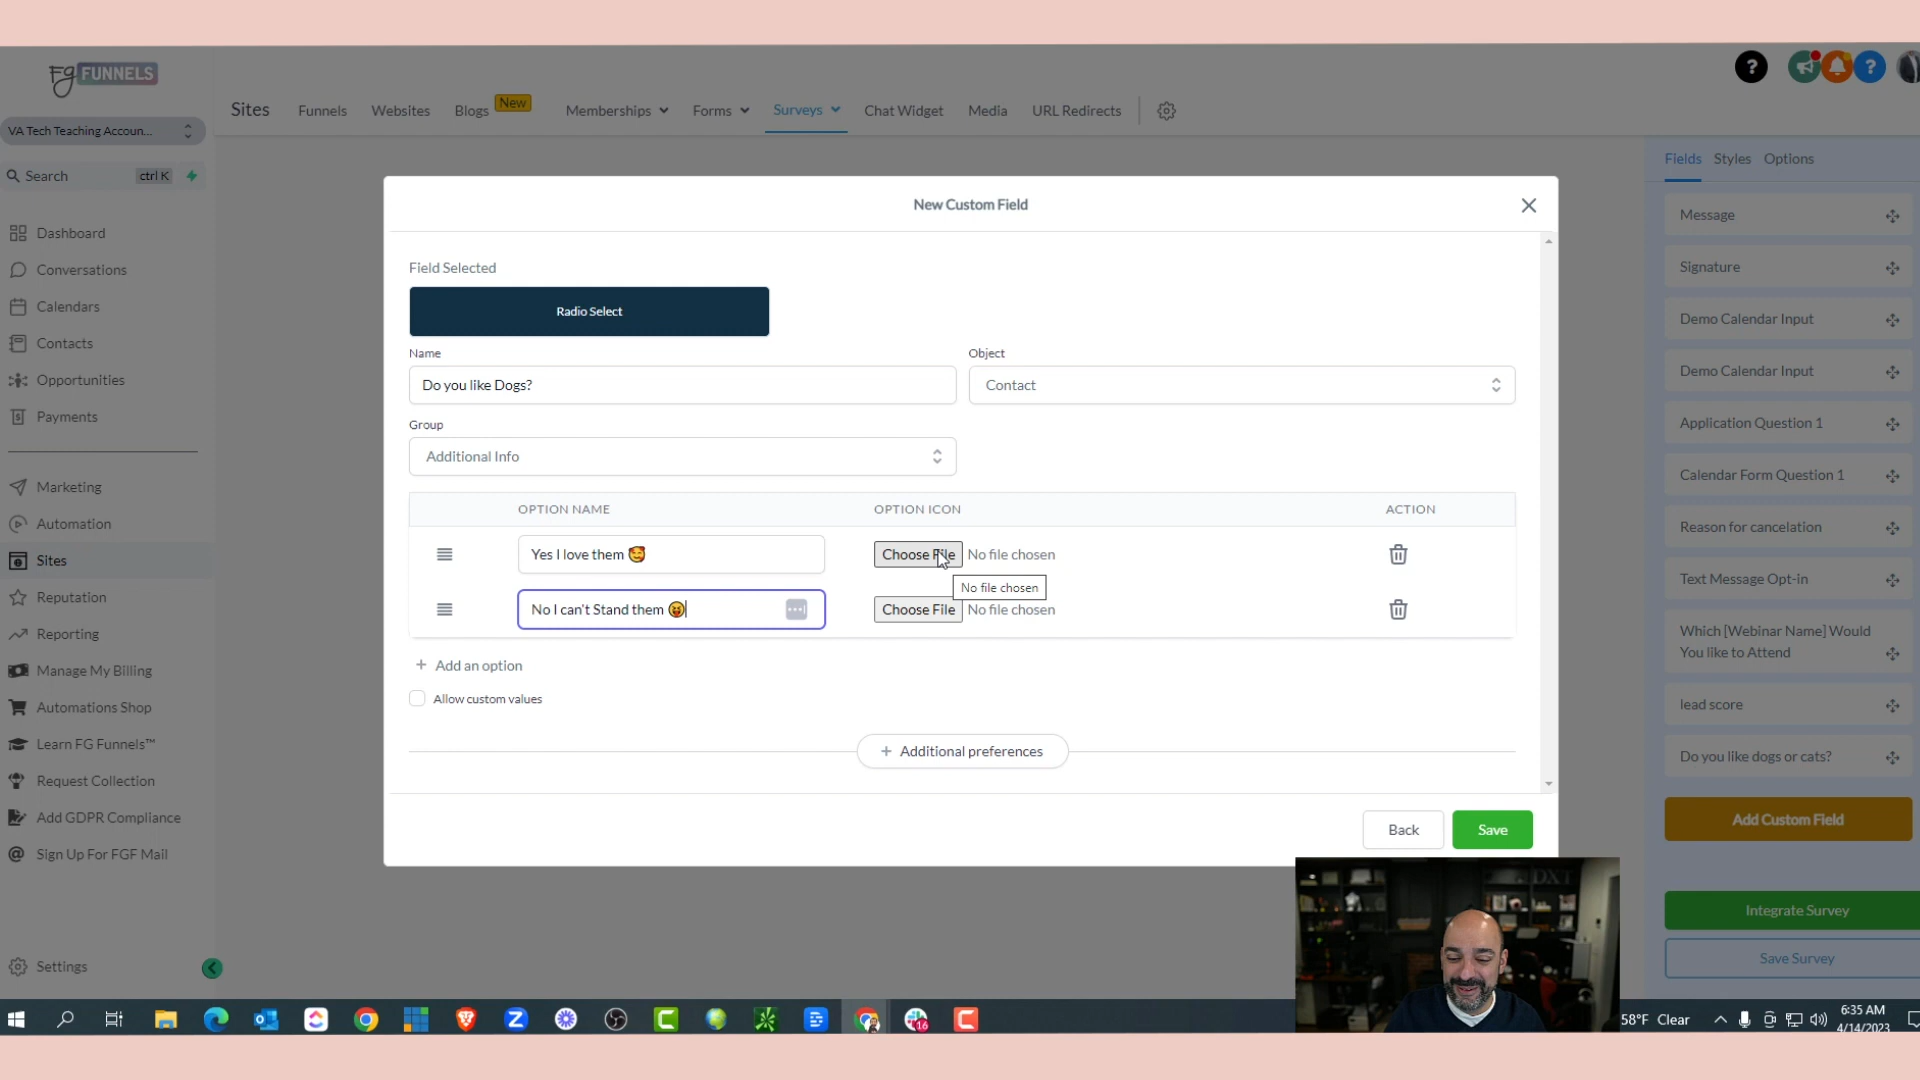 Fg FUNNELS
VA Tech Teaching Accoun...
Search ctrl K
Dashboard
Conversations
Calendars
Contacts
Opportunities
Payments
Marketing
Automation
Sites
Reputation
Reporting
Manage My Billing
Automations Shop
Learn FG Funnels™
Request Collection
Add GDPR Compliance
Sign Up For FGF Mail
Settings
Sites Funnels Websites Blogs New Memberships Forms Surveys Chat Widget Media URL Redirects
? ?
New Custom Field
Field Selected
Radio Select
Name
Do you like Dogs?
Object
Contact
Group
Additional Info
OPTION NAME OPTION ICON ACTION
Yes I love them 🥰 Choose File No file chosen
No file chosen
No I can't Stand them 😝 Choose File No file chosen
+ Add an option
Allow custom values
+ Additional preferences
Back Save
Fields Styles Options
Message
Signature
Demo Calendar Input
Demo Calendar Input
Application Question 1
Calendar Form Question 1
Reason for cancelation
Text Message Opt-in
Which [Webinar Name] Would
You like to Attend
lead score
Do you like dogs or cats?
Add Custom Field
Integrate Survey
Save Survey
DXT
16
58°F Clear
6:35 AM
4/14/2023